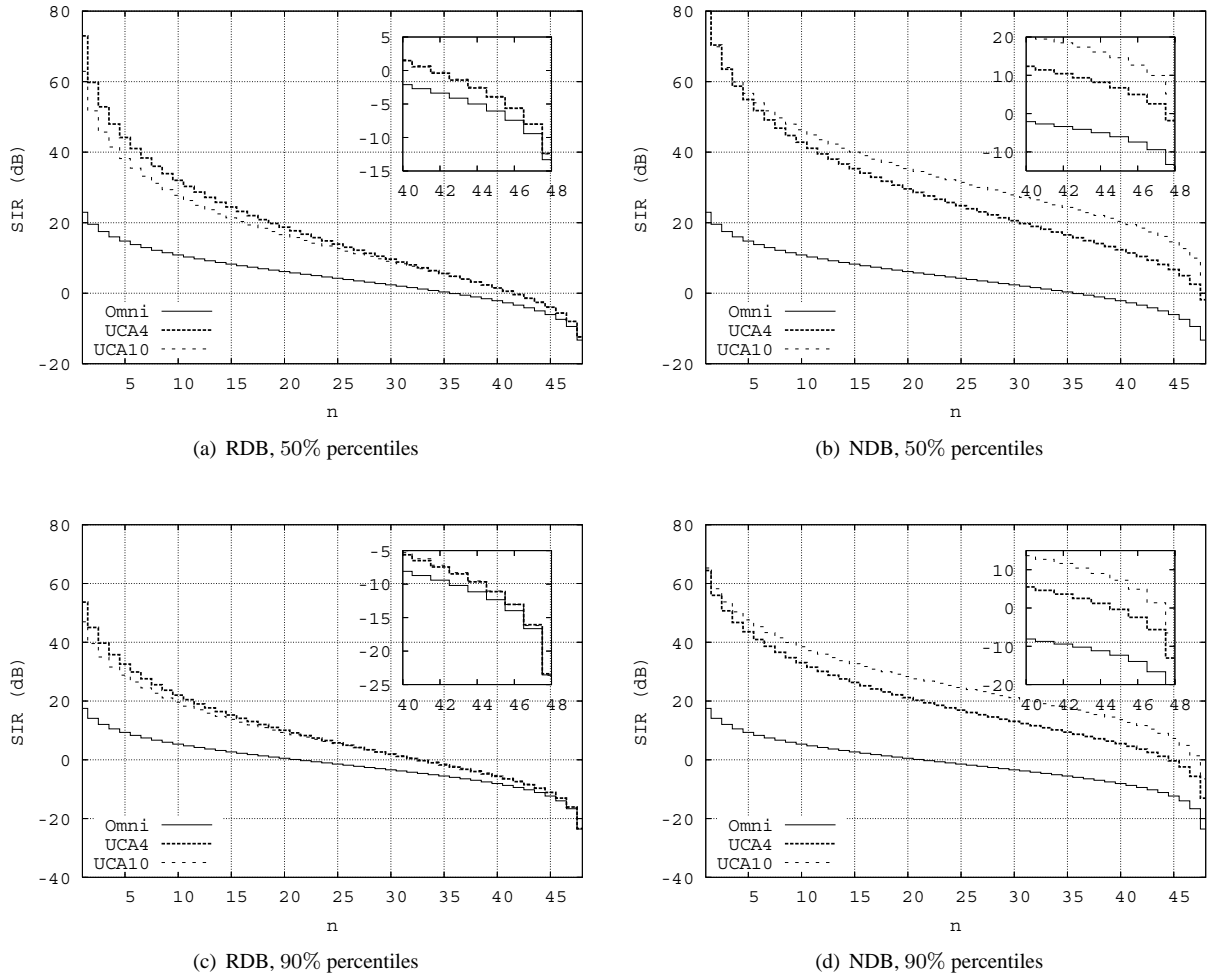 80
60
40
20
0
-20
SIR (dB)
5 10 15 20 25 30 35 40 45
n
Omni
UCA4
UCA10
5
0
-5
-10
-15
40 42 44 46 48
(a) RDB, 50% percentiles
80
60
40
20
0
-20
SIR (dB)
5 10 15 20 25 30 35 40 45
n
Omni
UCA4
UCA10
20
10
0
-10
40 42 44 46 48
(b) NDB, 50% percentiles
80
60
40
20
0
-20
-40
SIR (dB)
5 10 15 20 25 30 35 40 45
n
Omni
UCA4
UCA10
-5
-10
-15
-20
-25
40 42 44 46 48
(c) RDB, 90% percentiles
80
60
40
20
0
-20
-40
SIR (dB)
5 10 15 20 25 30 35 40 45
n
Omni
UCA4
UCA10
10
0
-10
-20
40 42 44 46 48
(d) NDB, 90% percentiles